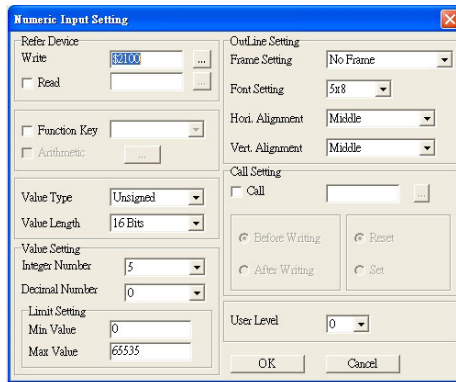 Numeric Input Setting
Refer Device
Write
$2100
...
Read
...
Function Key
Arithmetic
...
Value Type
Unsigned
Value Length
16 Bits
Value Setting
Integer Number
5
Decimal Number
0
Limit Setting
Min Value
0
Max Value
65535
OutLine Setting
Frame Setting
No Frame
Font Setting
5x8
Hori. Alignment
Middle
Vert. Alignment
Middle
Call Setting
Call
...
Before Writing
Reset
After Writing
Set
User Level
0
OK
Cancel